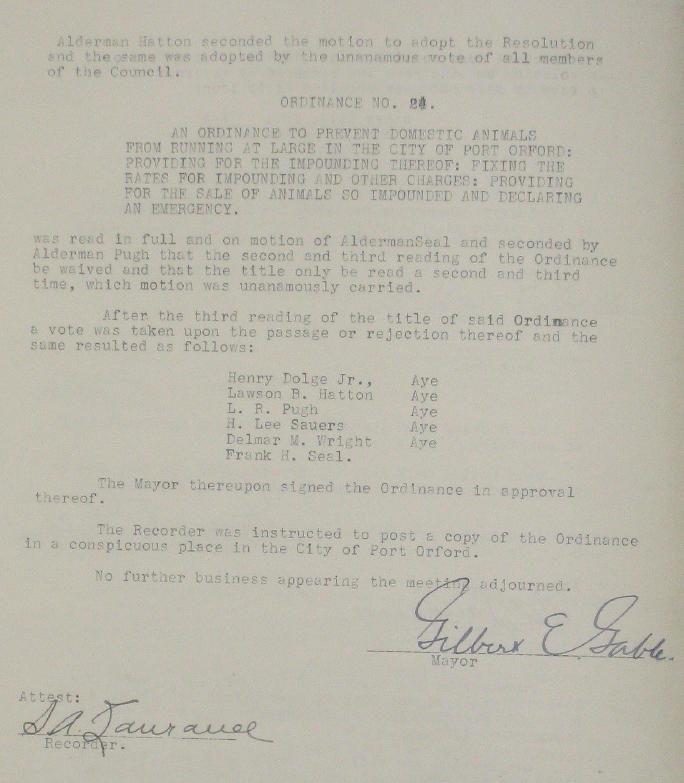 Alderman Hatton seconded the motion to adopt the Resolution
and the same was adopted by the unanamous vote of all members
of the Council.
ORDINANCE NO. 24.
AN ORDINANCE TO PREVENT DOMESTIC ANIMALS
FROM RUNNING AT LARGE IN THE CITY OF PORT ORFORD:
PROVIDING FOR THE IMPOUNDING THEREOF: FIXING THE
RATES FOR IMPOUNDING AND OTHER CHARGES: PROVIDING
FOR THE SALE OF ANIMALS SO IMPOUNDED AND DECLARING
AN EMERGENCY.
was read in full and on motion of AldermanSeal and seconded by
Alderman Pugh that the second and third reading of the Ordinance
be waived and that the title only be read a second and third
time, which motion was unanamously carried.
After the third reading of the title of said Ordinance
a vote was taken upon the passage or rejection thereof and the
same resulted as follows:
Henry Dolge Jr., Aye
Lawson B. Hatton Aye
L. R. Pugh Aye
H. Lee Sauers Aye
Delmar M. Wright Aye
Frank H. Seal.
The Mayor thereupon signed the Ordinance in approval
thereof.
The Recorder was instructed to post a copy of the Ordinance
in a conspicuous place in the City of Port Orford.
No further business appearing the meeting adjourned.
Gilbert E Gable.
Mayor
Attest:
Recorder.